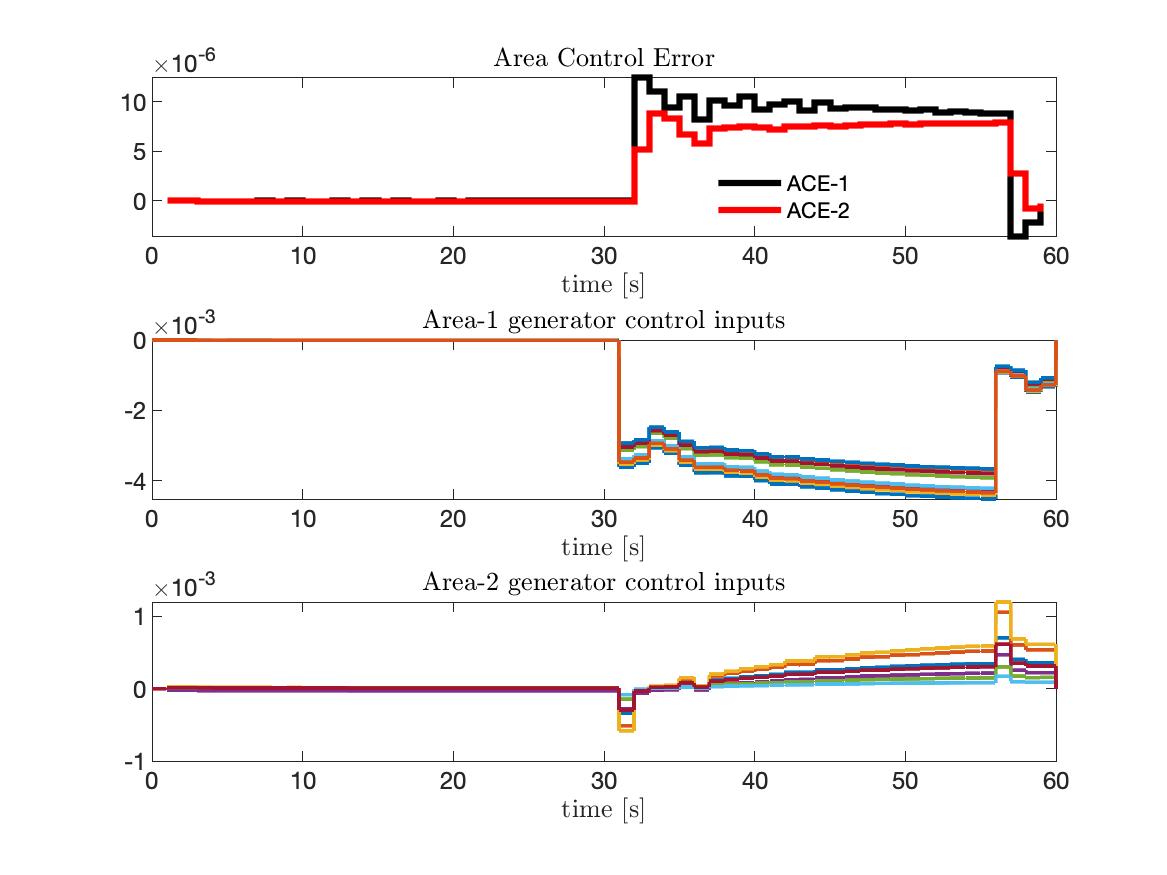 Area Control Error
×10-6
10
5
0
ACE-1
ACE-2
0 10 20 30 40 50 60
time [s]
Area-1 generator control inputs
×10-3
0
-2
-4
0 10 20 30 40 50 60
time [s]
Area-2 generator control inputs
×10-3
1
0
-1
0 10 20 30 40 50 60
time [s]